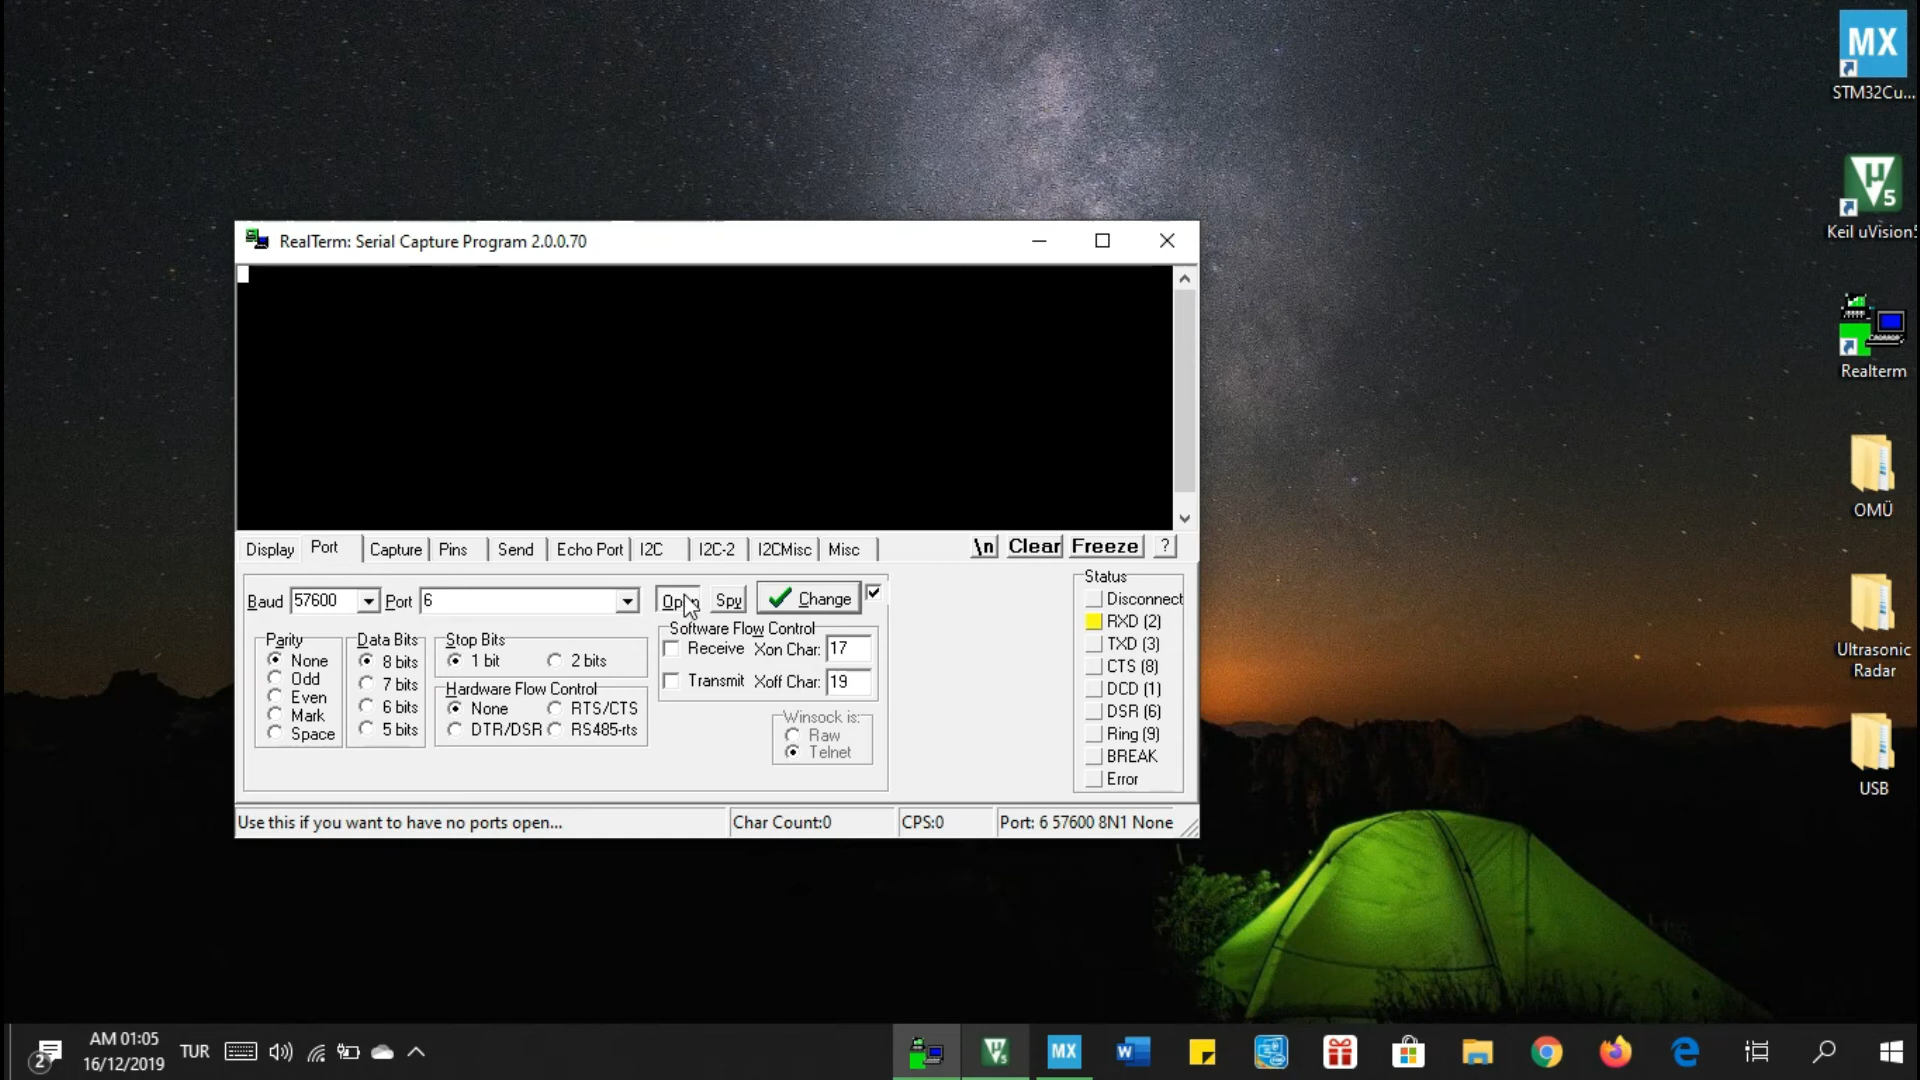 MX
STM32Cu...
Keil uVision5
Realterm
OMÜ
Ultrasonic
Radar
USB
RealTerm: Serial Capture Program 2.0.0.70
Display Port Capture Pins Send Echo Port I2C I2C-2 I2CMisc Misc \n Clear Freeze ?
Baud 57600 Port 6 Open Spy Change
Parity
None
Odd
Even
Mark
Space
Data Bits
8 bits
7 bits
6 bits
5 bits
Stop Bits
1 bit 2 bits
Hardware Flow Control
None RTS/CTS
DTR/DSR RS485-rts
Software Flow Control
Receive Xon Char: 17
Transmit Xoff Char: 19
Winsock is:
Raw
Telnet
Status
Disconnect
RXD (2)
TXD (3)
CTS (8)
DCD (1)
DSR (6)
Ring (9)
BREAK
Error
Use this if you want to have no ports open... Char Count:0 CPS:0 Port: 6 57600 8N1 None
2
AM 01:05
16/12/2019
TUR
MX